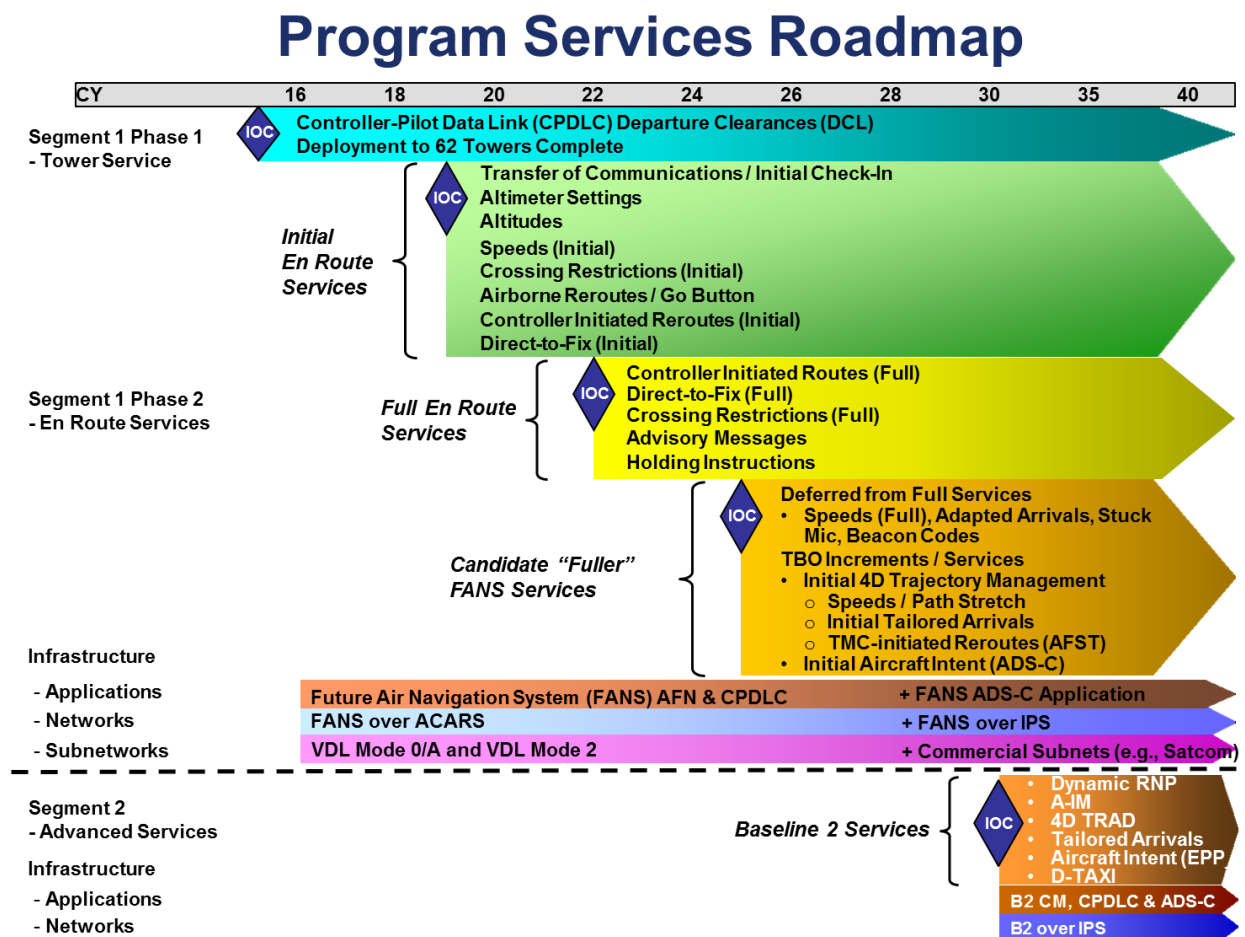 Program Services Roadmap
CY 16 18 20 22 24 26 28 30 35 40
Segment 1 Phase 1
- Tower Service
IOC
Controller-Pilot Data Link (CPDLC) Departure Clearances (DCL)
Deployment to 62 Towers Complete
Initial
En Route
Services
IOC
Transfer of Communications / Initial Check-In
Altimeter Settings
Altitudes
Speeds (Initial)
Crossing Restrictions (Initial)
Airborne Reroutes / Go Button
Controller Initiated Reroutes (Initial)
Direct-to-Fix (Initial)
Segment 1 Phase 2
- En Route Services
Full En Route
Services
IOC
Controller Initiated Routes (Full)
Direct-to-Fix (Full)
Crossing Restrictions (Full)
Advisory Messages
Holding Instructions
Candidate “Fuller”
FANS Services
IOC
Deferred from Full Services
• Speeds (Full), Adapted Arrivals, Stuck
Mic, Beacon Codes
TBO Increments / Services
• Initial 4D Trajectory Management
o Speeds / Path Stretch
o Initial Tailored Arrivals
o TMC-initiated Reroutes (AFST)
• Initial Aircraft Intent (ADS-C)
Infrastructure
- Applications
Future Air Navigation System (FANS) AFN & CPDLC + FANS ADS-C Application
- Networks
FANS over ACARS + FANS over IPS
- Subnetworks
VDL Mode 0/A and VDL Mode 2 + Commercial Subnets (e.g., Satcom)
Segment 2
- Advanced Services
Baseline 2 Services
IOC
• Dynamic RNP
• A-IM
• 4D TRAD
• Tailored Arrivals
• Aircraft Intent (EPP
• D-TAXI
Infrastructure
- Applications
B2 CM, CPDLC & ADS-C
- Networks
B2 over IPS